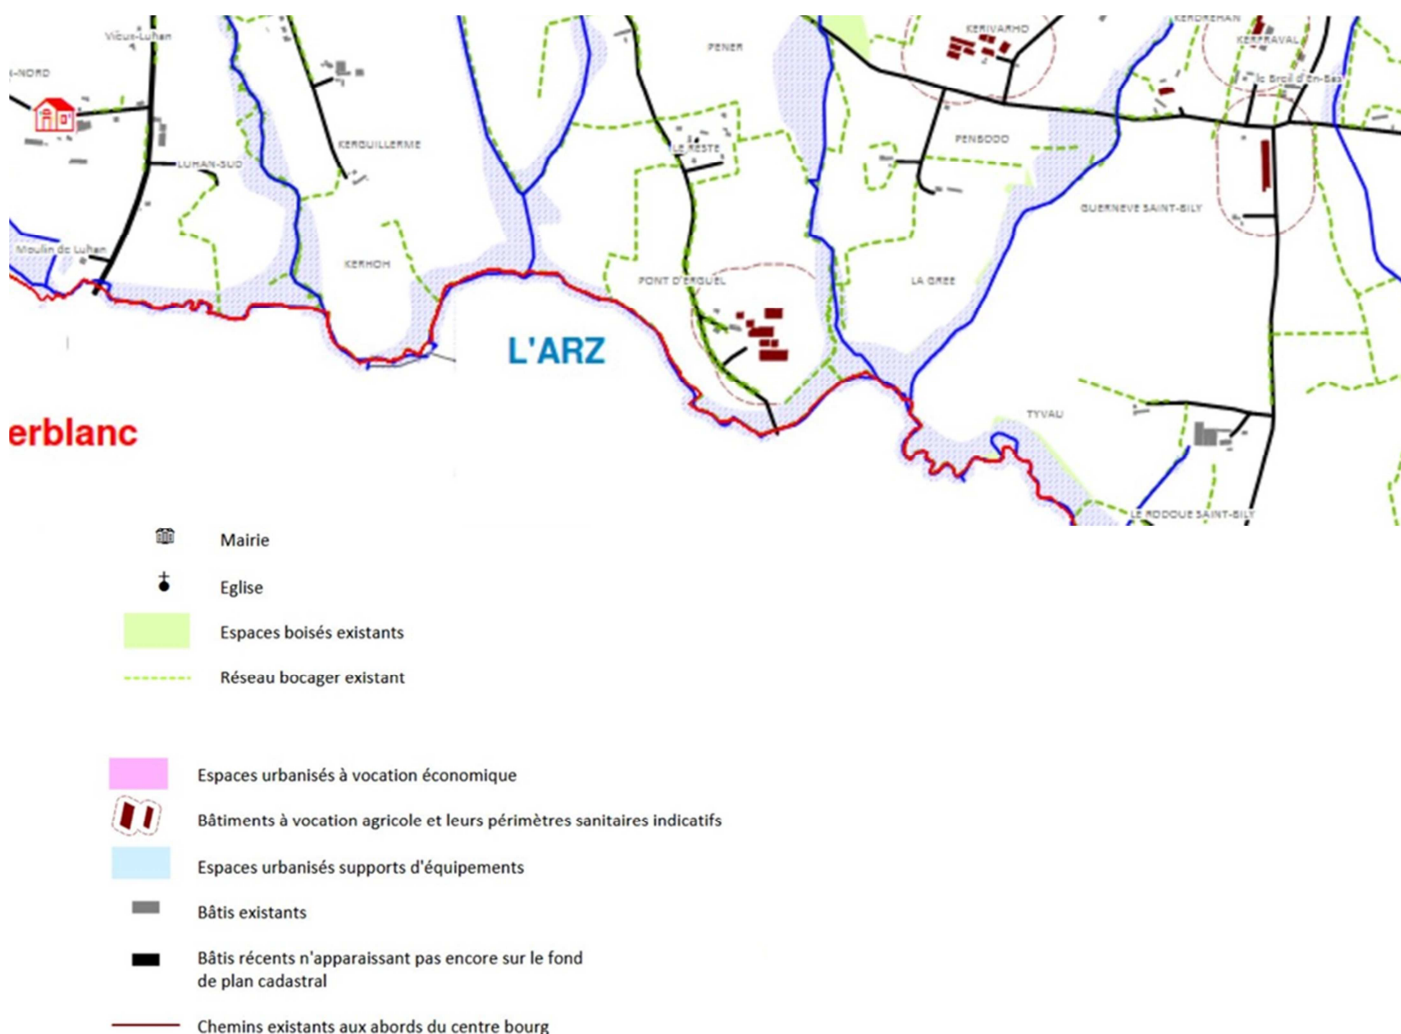 Vieux-Luhan
PENER
KERIVARHO
KERDREHAN
KERFRAVAL
X-NORD
le Breil d'En-Bas
KERGUILLERME
LE RESTE
PENBODO
LUHAN-SUD
GUERNEVE SAINT-BILY
Moulin de Luhan
KERHOH
PONT D'ERGUEL
LA GREE
L'ARZ
TYVAU
erblanc
LE RODOUE SAINT-BILY
Mairie
Eglise
Espaces boisés existants
Réseau bocager existant
Espaces urbanisés à vocation économique
Bâtiments à vocation agricole et leurs périmètres sanitaires indicatifs
Espaces urbanisés supports d'équipements
Bâtis existants
Bâtis récents n'apparaissant pas encore sur le fond
de plan cadastral
Chemins existants aux abords du centre bourg